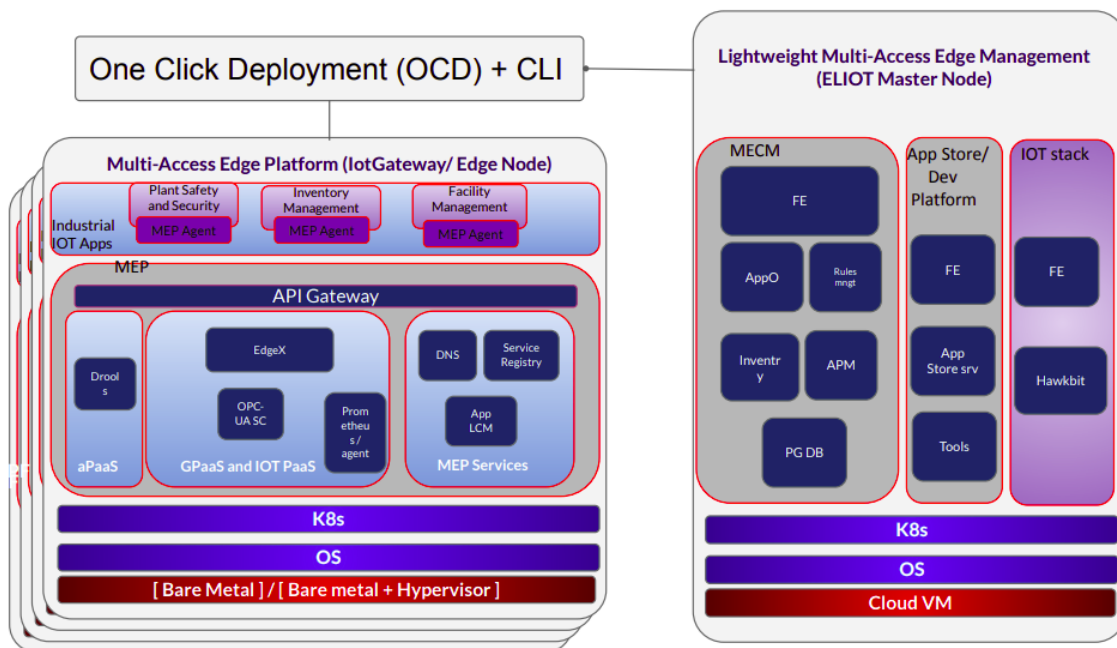 One Click Deployment (OCD) + CLI
Multi-Access Edge Platform (IotGateway/ Edge Node)
Plant Safety
and Security
MEP Agent
Inventory
Management
MEP Agent
Facility
Management
MEP Agent
Industrial
IOT Apps
MEP
API Gateway
Drool
s
aPaaS
EdgeX
OPC-
UA SC
Prom
etheu
s /
agent
GPaaS and IOT PaaS
DNS
Service
Registry
App
LCM
MEP Services
K8s
OS
[ Bare Metal ] / [ Bare metal + Hypervisor ]
Lightweight Multi-Access Edge Management
(ELIOT Master Node)
MECM
FE
AppO
Rules
mngt
Inventr
y
APM
PG DB
App Store/
Dev
Platform
FE
App
Store srv
Tools
IOT stack
FE
Hawkbit
K8s
OS
Cloud VM